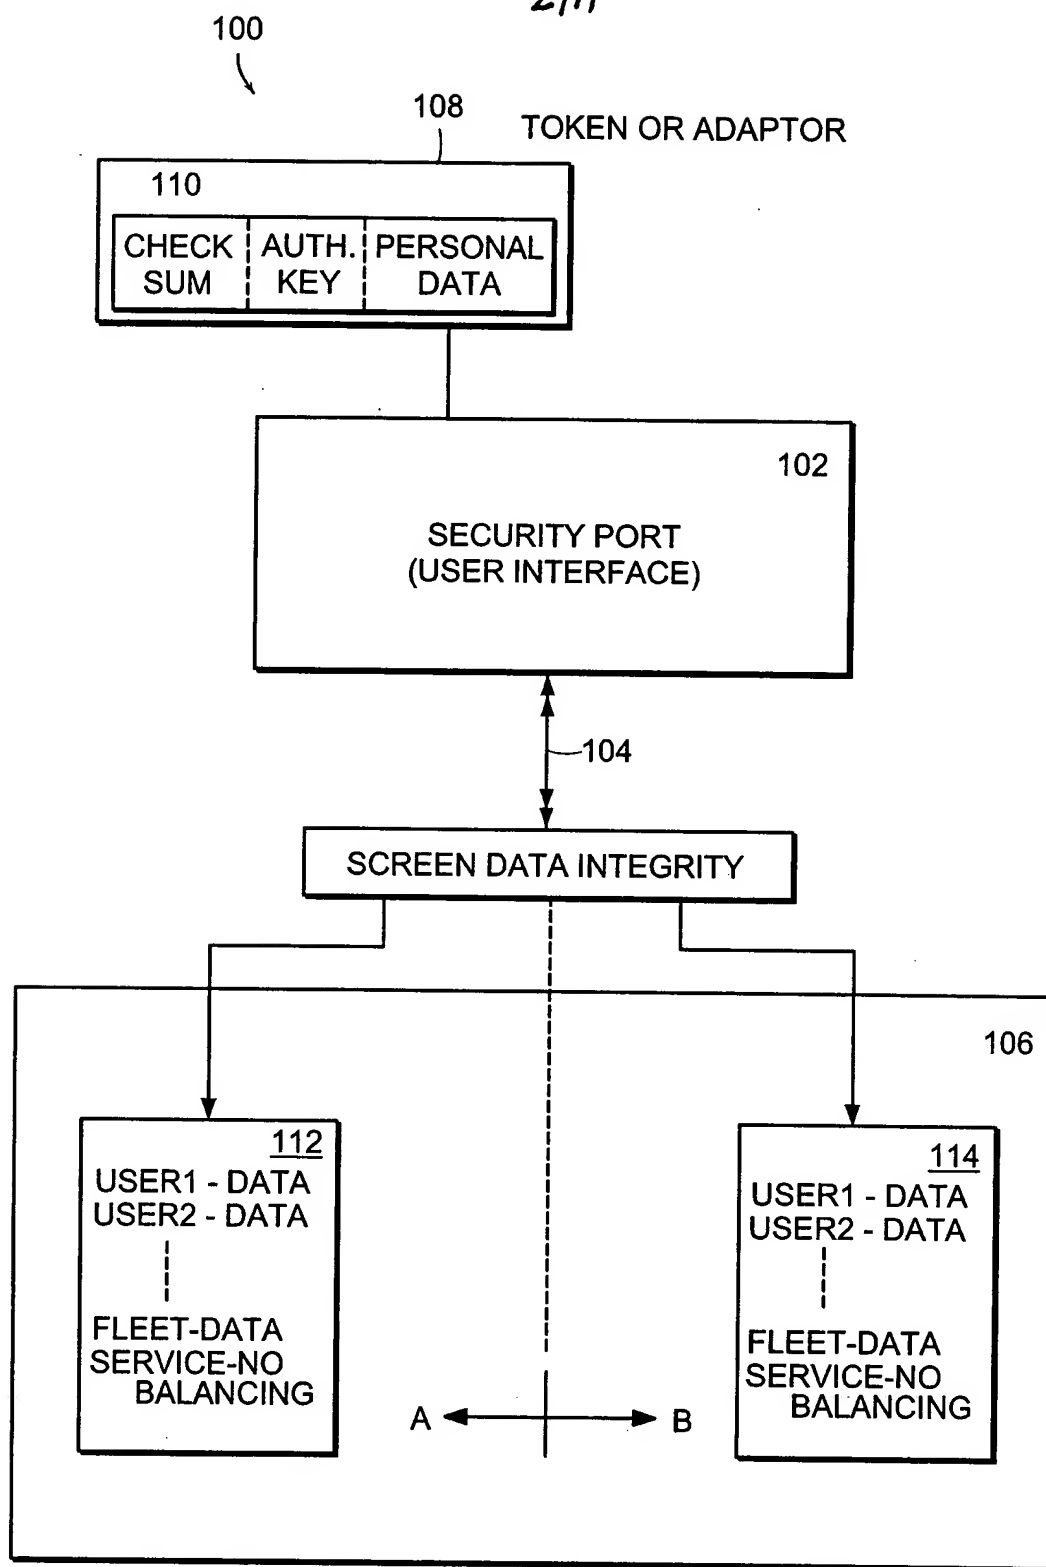 2/11
100
108
TOKEN OR ADAPTOR
110
CHECK SUM
AUTH. KEY
PERSONAL DATA
102
SECURITY PORT
(USER INTERFACE)
104
SCREEN DATA INTEGRITY
106
112
USER1 - DATA
USER2 - DATA
FLEET-DATA
SERVICE-NO
BALANCING
114
USER1 - DATA
USER2 - DATA
FLEET-DATA
SERVICE-NO
BALANCING
A
B